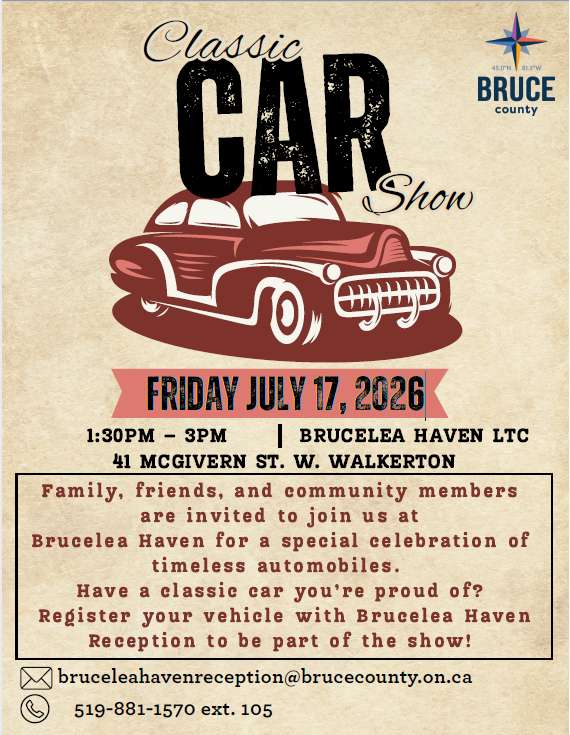 Classic
CAR
Show
45.0°N 81.3°W
BRUCE
county
FRIDAY JULY 17, 2026
1:30PM – 3PM | BRUCELEA HAVEN LTC
41 MCGIVERN ST. W. WALKERTON
Family, friends, and community members
are invited to join us at
Brucelea Haven for a special celebration of
timeless automobiles.
Have a classic car you're proud of?
Register your vehicle with Brucelea Haven
Reception to be part of the show!
bruceleahavenreception@brucecounty.on.ca
519-881-1570 ext. 105